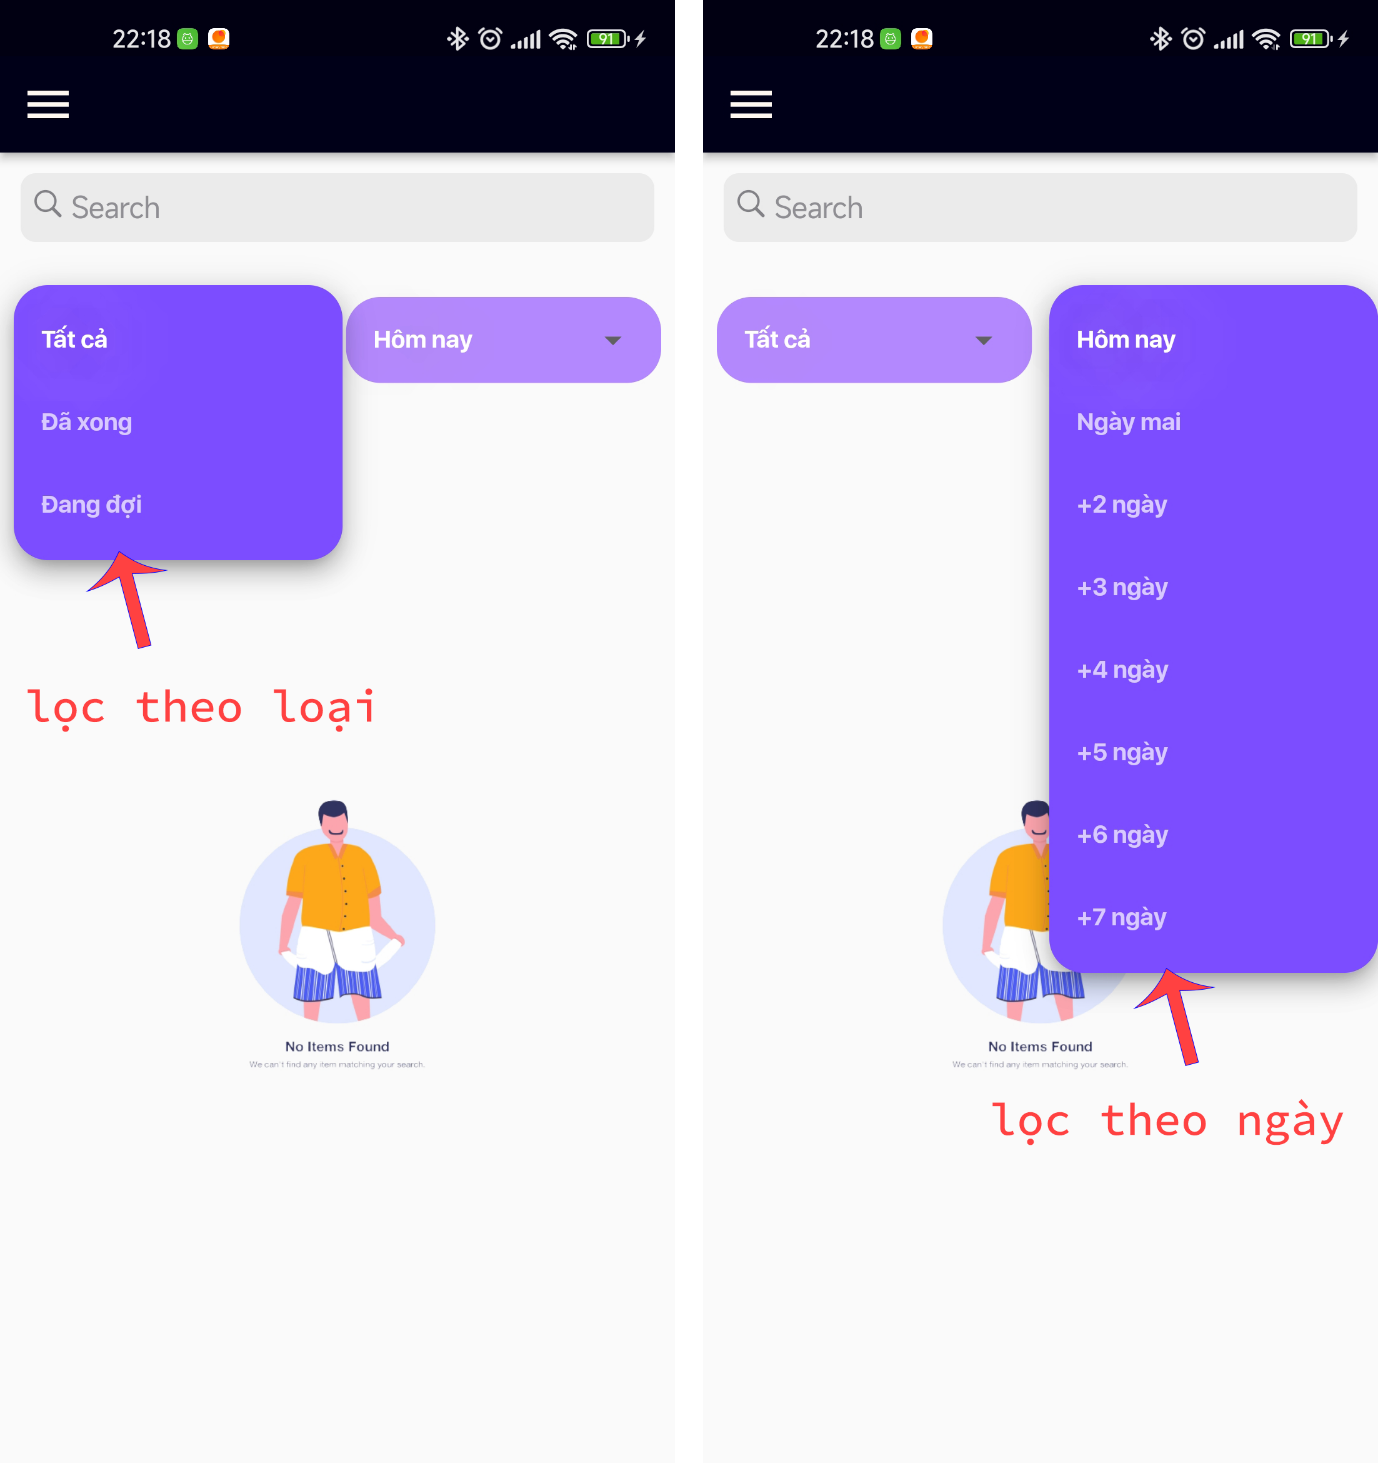 22:18
91
Search
Tất cả
Hôm nay
Đã xong
Đang đợi
lọc theo loại
No Items Found
We can't find any item matching your search.
22:18
91
Search
Tất cả
Hôm nay
Ngày mai
+2 ngày
+3 ngày
+4 ngày
+5 ngày
+6 ngày
+7 ngày
No Items Found
We can't find any item matching your search.
lọc theo ngày